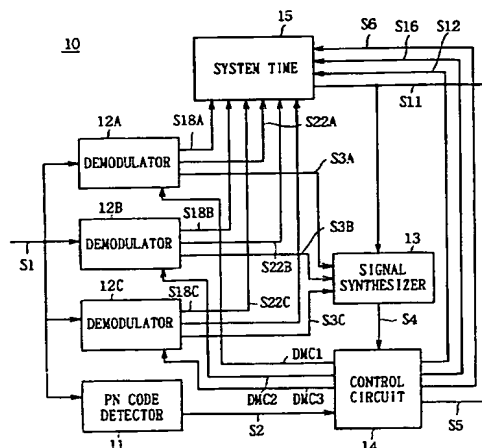 15
S6
S16
S12
10
SYSTEM TIME
S11
12A
S18A
S22A
DEMODULATOR
S3A
12B
S18B
DEMODULATOR
S3B
13
S1
S22B
SIGNAL
SYNTHESIZER
12C
S18C
S22C
DEMODULATOR
S3C
S4
DMC1
PN CODE
DETECTOR
DMC2
DMC3
CONTROL
CIRCUIT
S2
S5
11
14